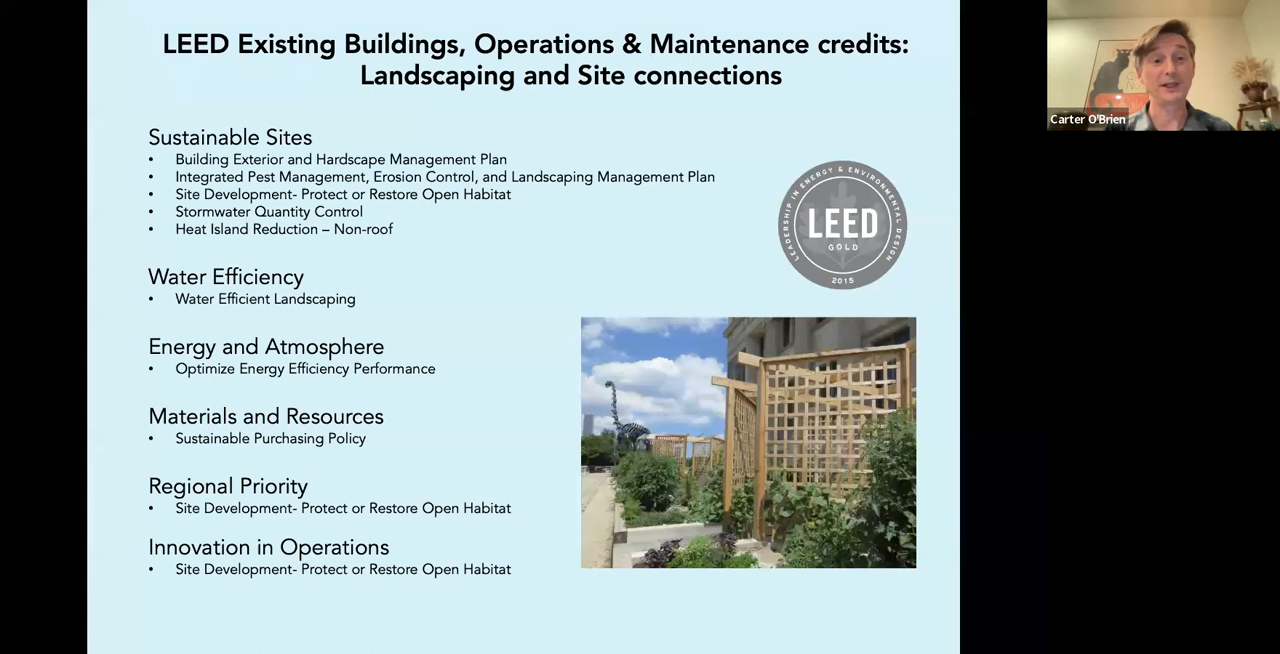 LEED Existing Buildings, Operations & Maintenance credits:
Landscaping and Site connections
Sustainable Sites
• Building Exterior and Hardscape Management Plan
• Integrated Pest Management, Erosion Control, and Landscaping Management Plan
• Site Development- Protect or Restore Open Habitat
• Stormwater Quantity Control
• Heat Island Reduction – Non-roof
Water Efficiency
• Water Efficient Landscaping
Energy and Atmosphere
• Optimize Energy Efficiency Performance
Materials and Resources
• Sustainable Purchasing Policy
Regional Priority
• Site Development- Protect or Restore Open Habitat
Innovation in Operations
• Site Development- Protect or Restore Open Habitat
LEADERSHIP IN ENERGY & ENVIRONMENTAL DESIGN
LEED
GOLD
2015
Carter O'Brien